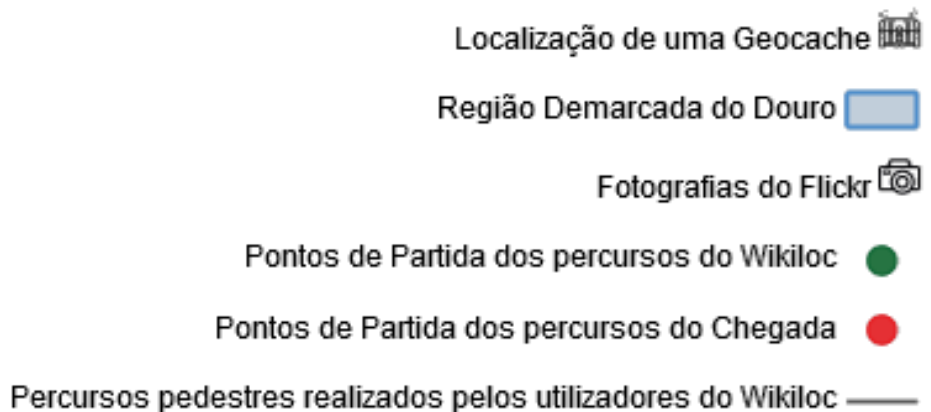 Localização de uma Geocache
Região Demarcada do Douro
Fotografias do Flickr
Pontos de Partida dos percursos do Wikiloc
Pontos de Partida dos percursos do Chegada
Percursos pedestres realizados pelos utilizadores do Wikiloc